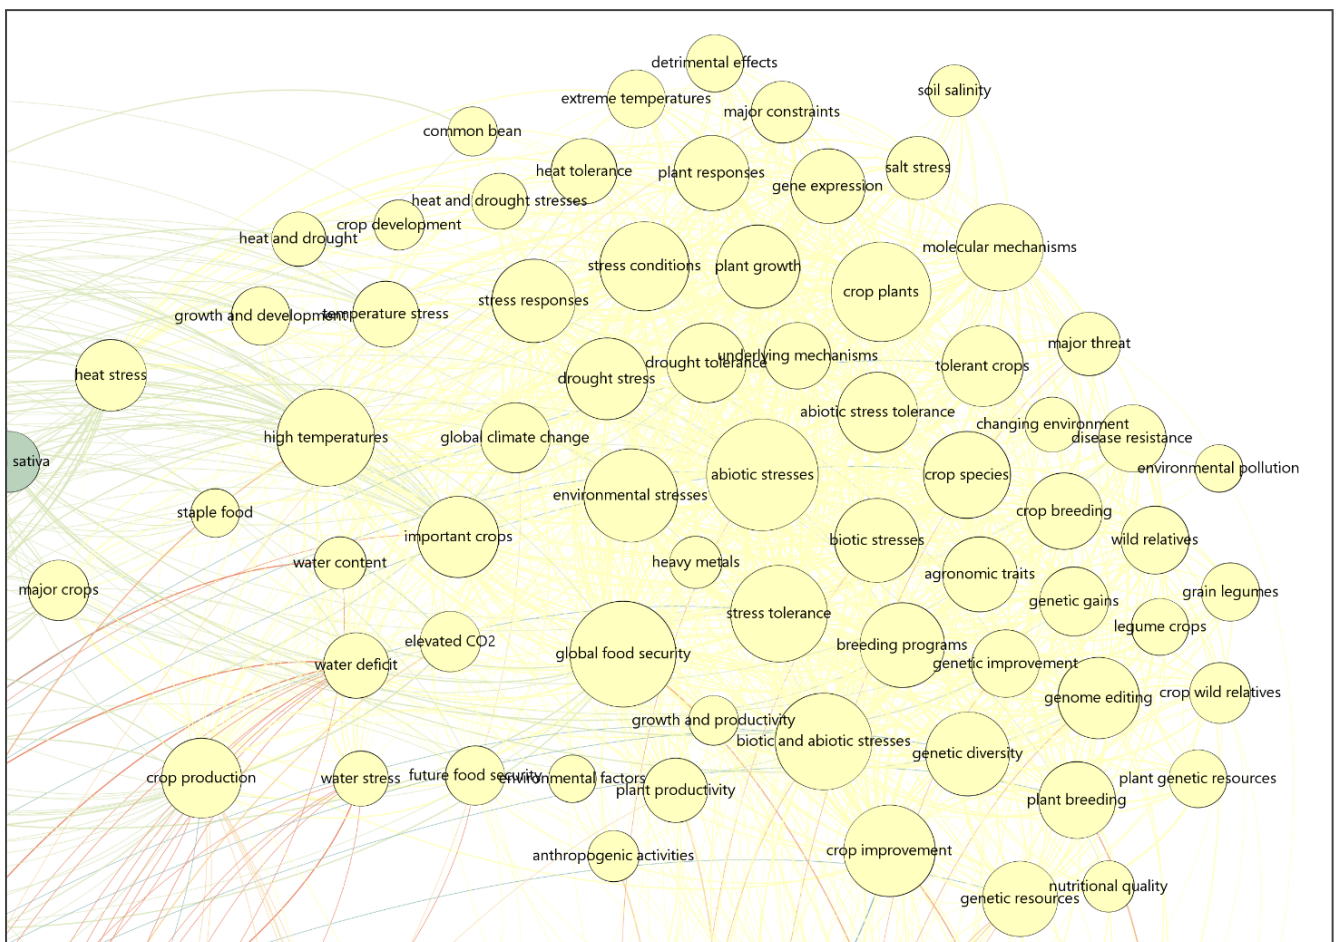 detrimental effects
soil salinity
extreme temperatures
major constraints
common bean
heat tolerance
plant responses
gene expression
salt stress
heat and drought stresses
crop development
heat and drought
molecular mechanisms
stress conditions
plant growth
crop plants
stress responses
growth and development
temperature stress
major threat
underlying mechanisms
drought tolerance
tolerant crops
heat stress
drought stress
abiotic stress tolerance
changing environment
high temperatures
global climate change
disease resistance
sativa
environmental pollution
abiotic stresses
crop species
environmental stresses
staple food
crop breeding
important crops
biotic stresses
wild relatives
water content
heavy metals
agronomic traits
major crops
grain legumes
genetic gains
stress tolerance
legume crops
elevated CO2
breeding programs
global food security
water deficit
genetic improvement
crop wild relatives
genome editing
growth and productivity
biotic and abiotic stresses
genetic diversity
future food security
crop production
water stress
environmental factors
plant genetic resources
plant productivity
plant breeding
crop improvement
anthropogenic activities
nutritional quality
genetic resources